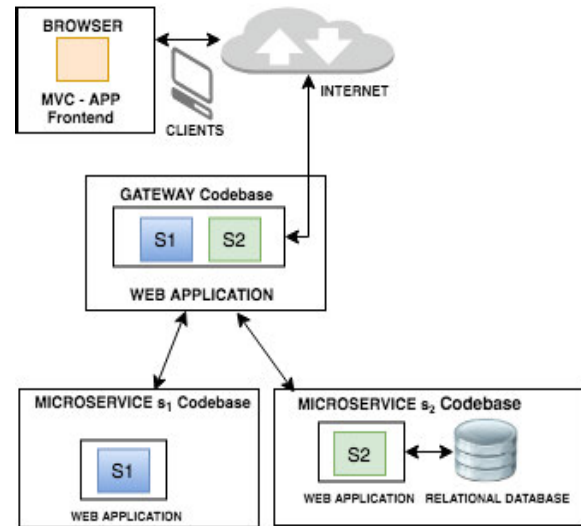 BROWSER
MVC - APP
Frontend
CLIENTS
INTERNET
GATEWAY Codebase
S1
S2
WEB APPLICATION
MICROSERVICE s₁ Codebase
S1
WEB APPLICATION
MICROSERVICE s₂ Codebase
S2
WEB APPLICATION
RELATIONAL DATABASE